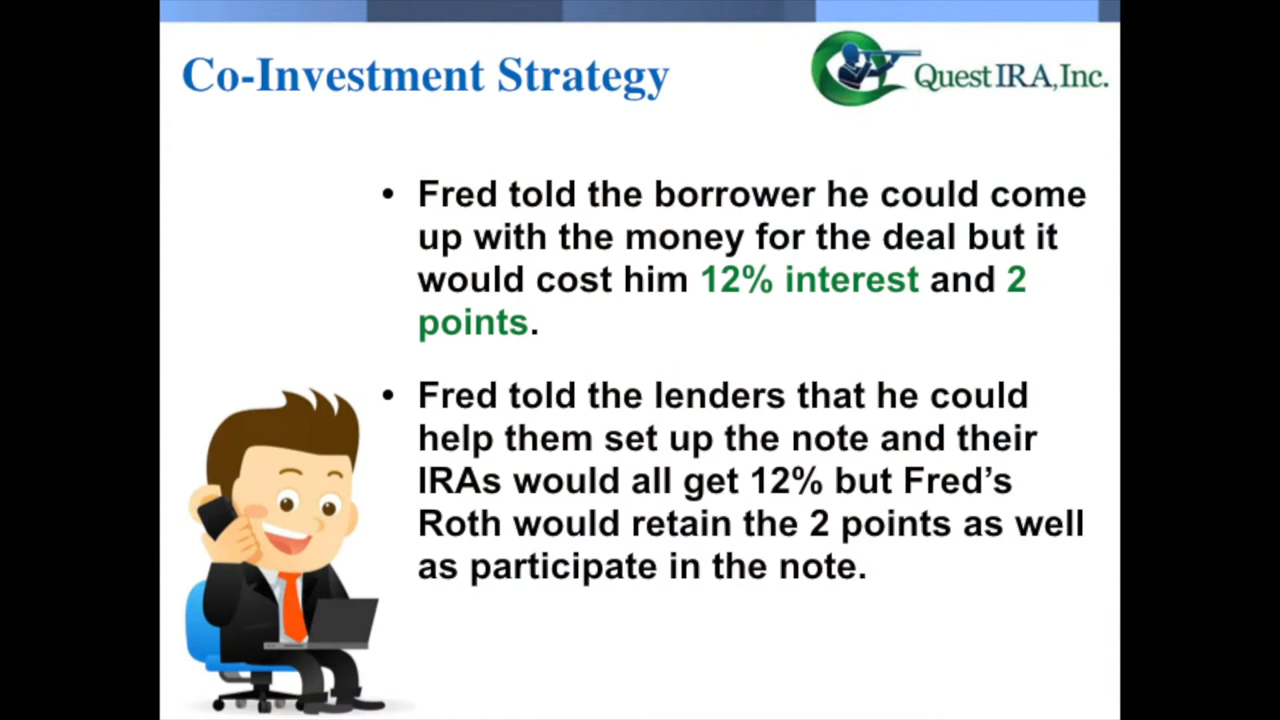 Co-Investment Strategy
Quest IRA, Inc.
• Fred told the borrower he could come
up with the money for the deal but it
would cost him 12% interest and 2
points.
• Fred told the lenders that he could
help them set up the note and their
IRAs would all get 12% but Fred’s
Roth would retain the 2 points as well
as participate in the note.